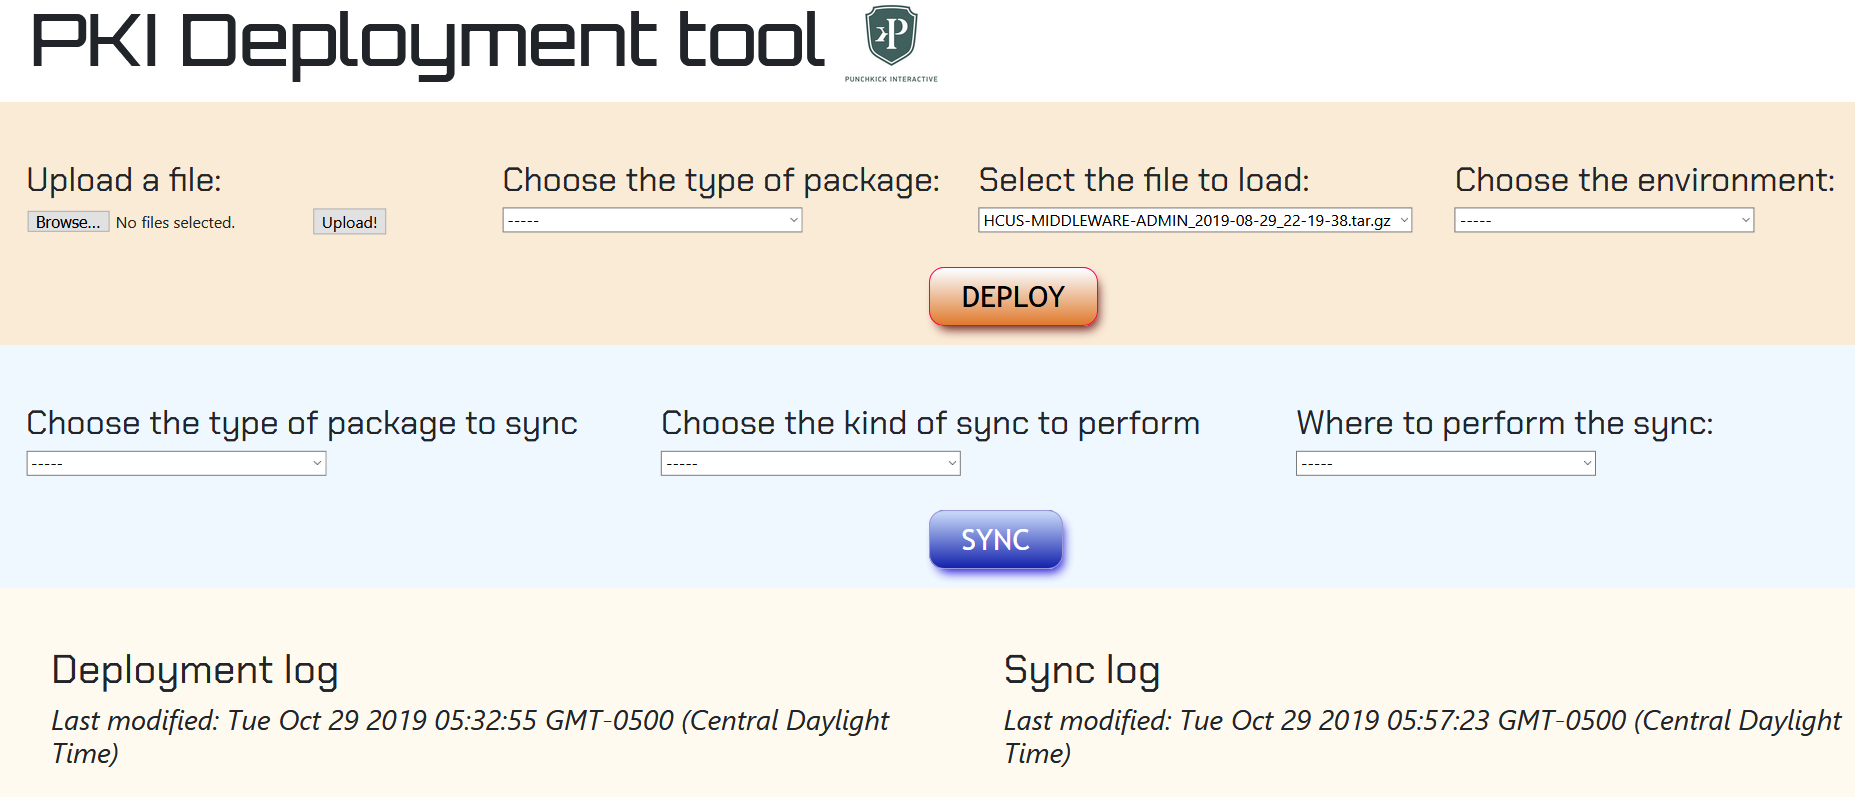 PKI Deployment tool
PUNCHKICK INTERACTIVE
Upload a file:
Browse... No files selected. Upload!
Choose the type of package:
-----
Select the file to load:
HCUS-MIDDLEWARE-ADMIN_2019-08-29_22-19-38.tar.gz
Choose the environment:
-----
DEPLOY
Choose the type of package to sync
-----
Choose the kind of sync to perform
-----
Where to perform the sync:
-----
SYNC
Deployment log
Last modified: Tue Oct 29 2019 05:32:55 GMT-0500 (Central Daylight
Time)
Sync log
Last modified: Tue Oct 29 2019 05:57:23 GMT-0500 (Central Daylight
Time)